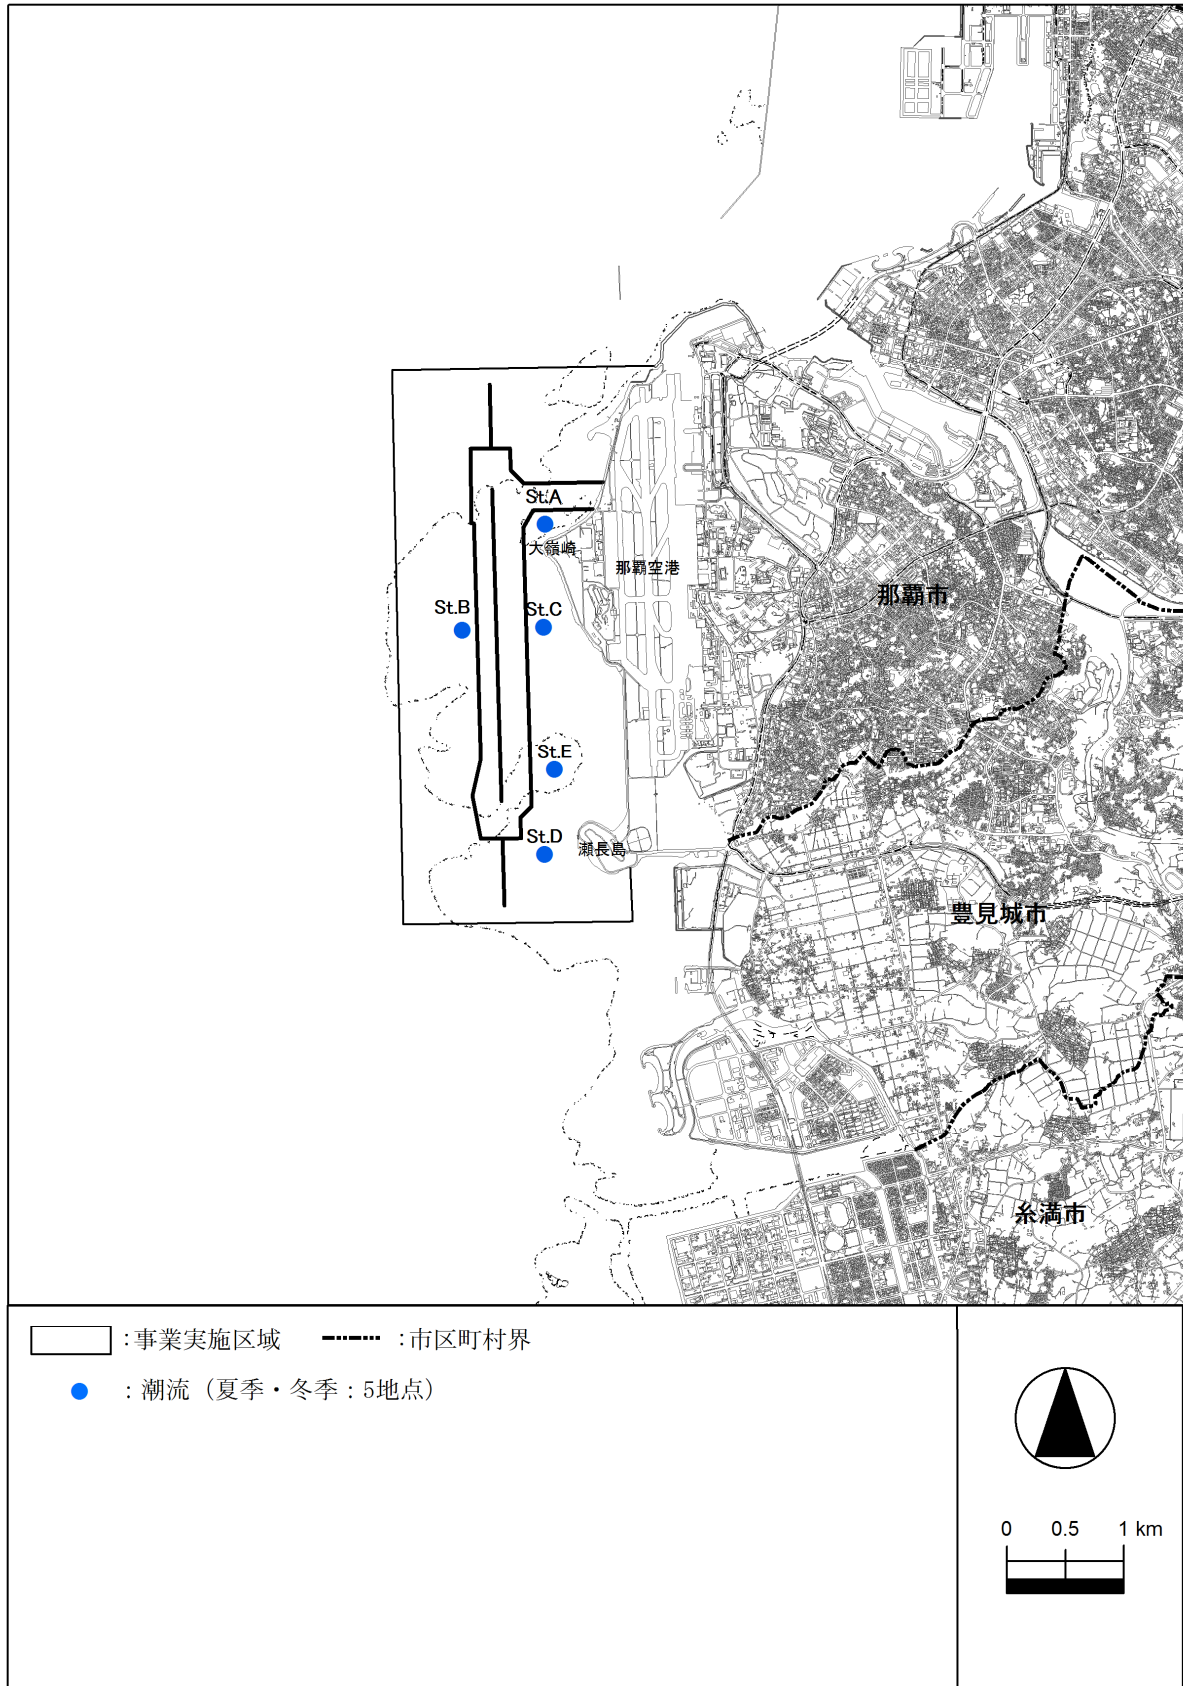 St.A
大嶺崎
那覇空港
那覇市
St.B
St.C
St.E
St.D
瀬長島
豊見城市
糸満市
：事業実施区域
：市区町村界
：潮流（夏季・冬季：5地点）
0 0.5 1 km